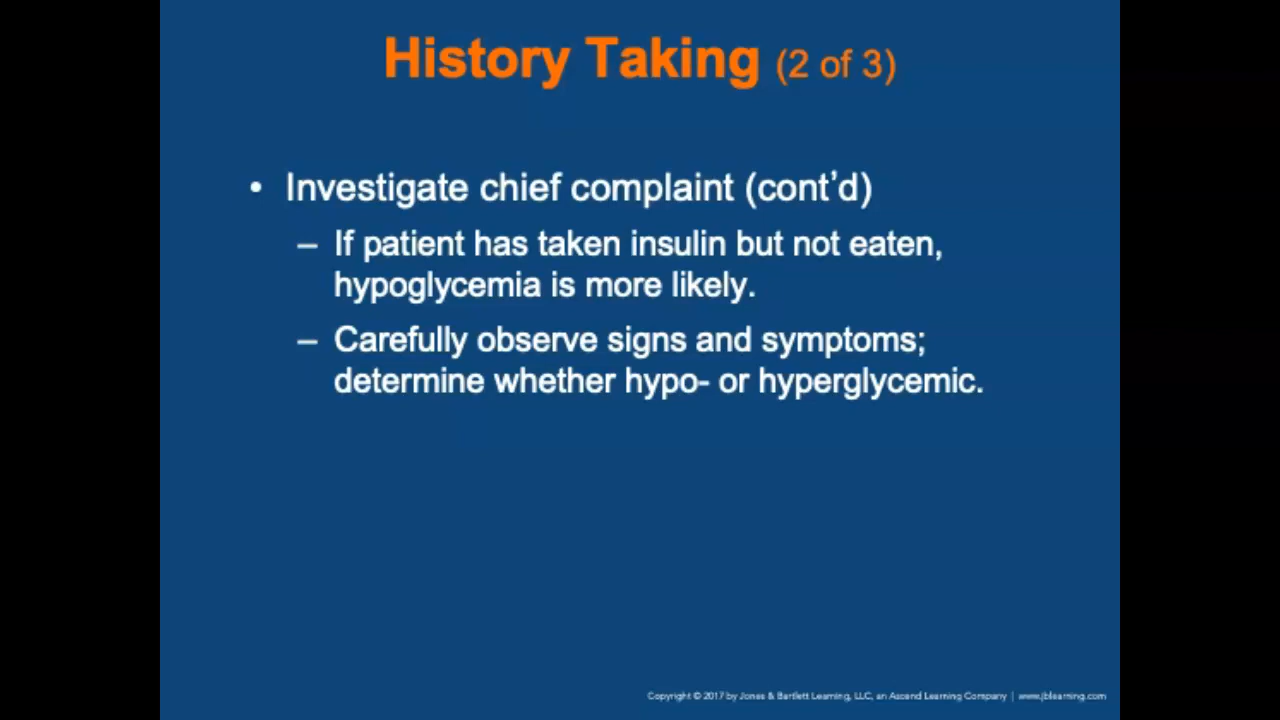 History Taking (2 of 3)
• Investigate chief complaint (cont’d)
– If patient has taken insulin but not eaten,
hypoglycemia is more likely.
– Carefully observe signs and symptoms;
determine whether hypo- or hyperglycemic.
Copyright © 2017 by Jones & Bartlett Learning, LLC, an Ascend Learning Company | www.jblearning.com